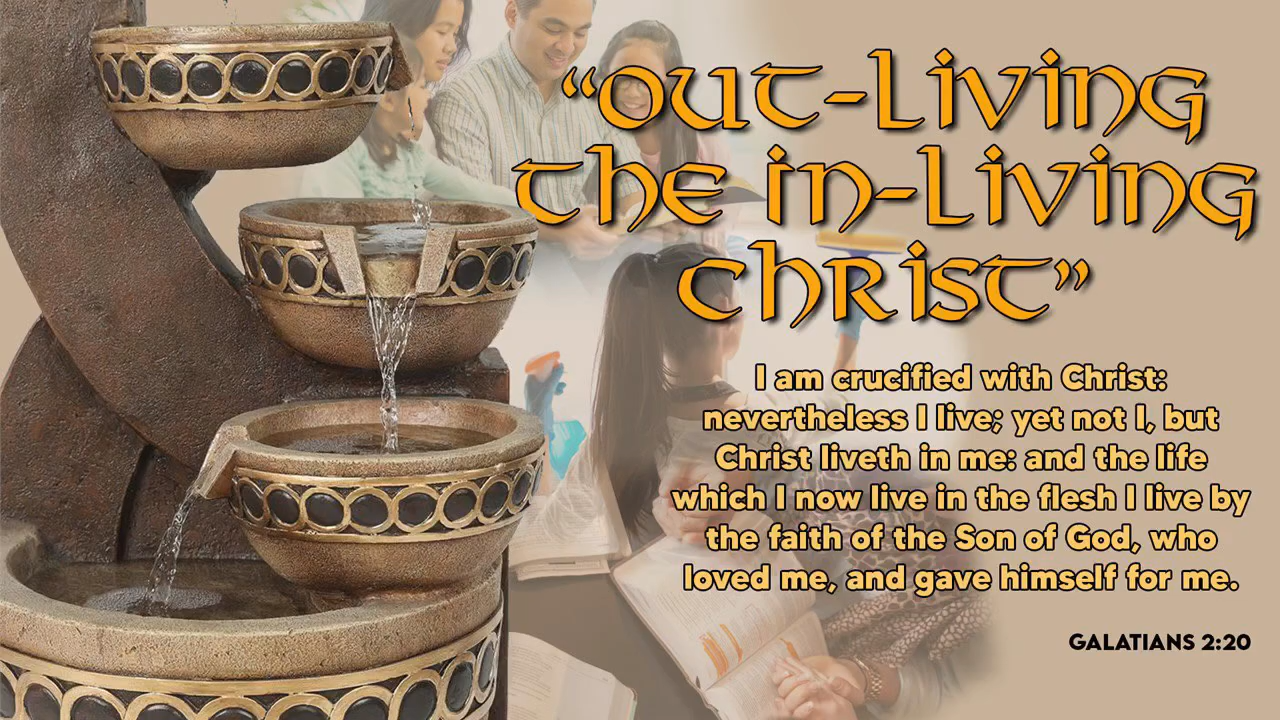 “OUT-LIVING
THE IN-LIVING
CHRIST”
I am crucified with Christ:
nevertheless I live; yet not I, but
Christ liveth in me: and the life
which I now live in the flesh I live by
the faith of the Son of God, who
loved me, and gave himself for me.
GALATIANS 2:20